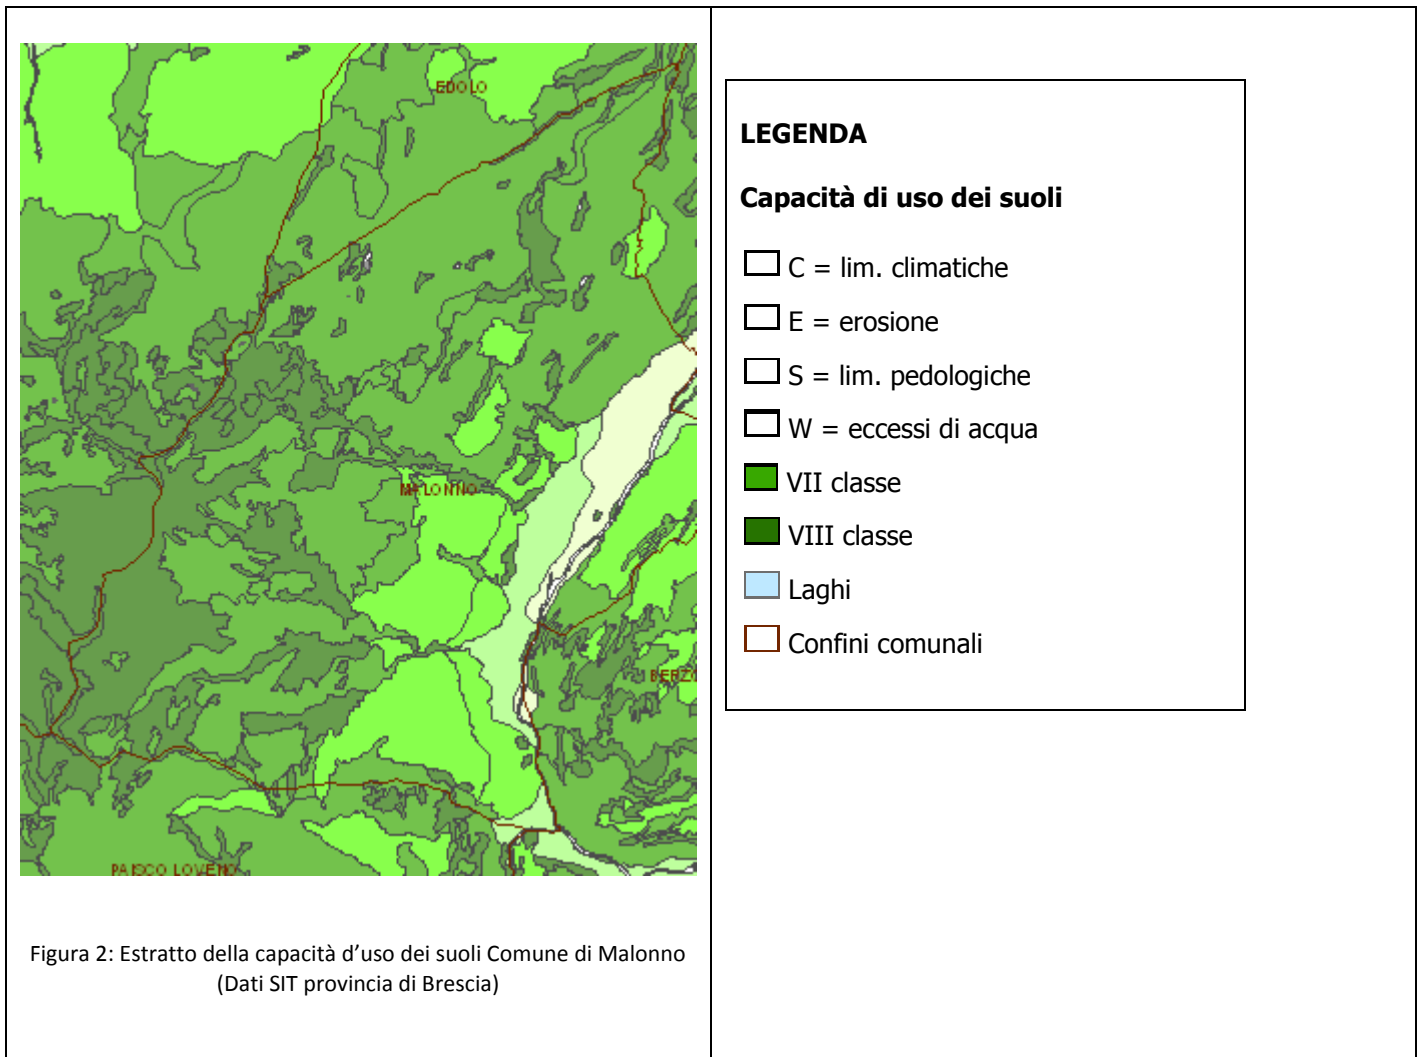 EDOLO
MALONNO
BERZO
PAISCO LOVENO
Figura 2: Estratto della capacità d'uso dei suoli Comune di Malonno
(Dati SIT provincia di Brescia)
LEGENDA
Capacità di uso dei suoli
C = lim. climatiche
E = erosione
S = lim. pedologiche
W = eccessi di acqua
VII classe
VIII classe
Laghi
Confini comunali